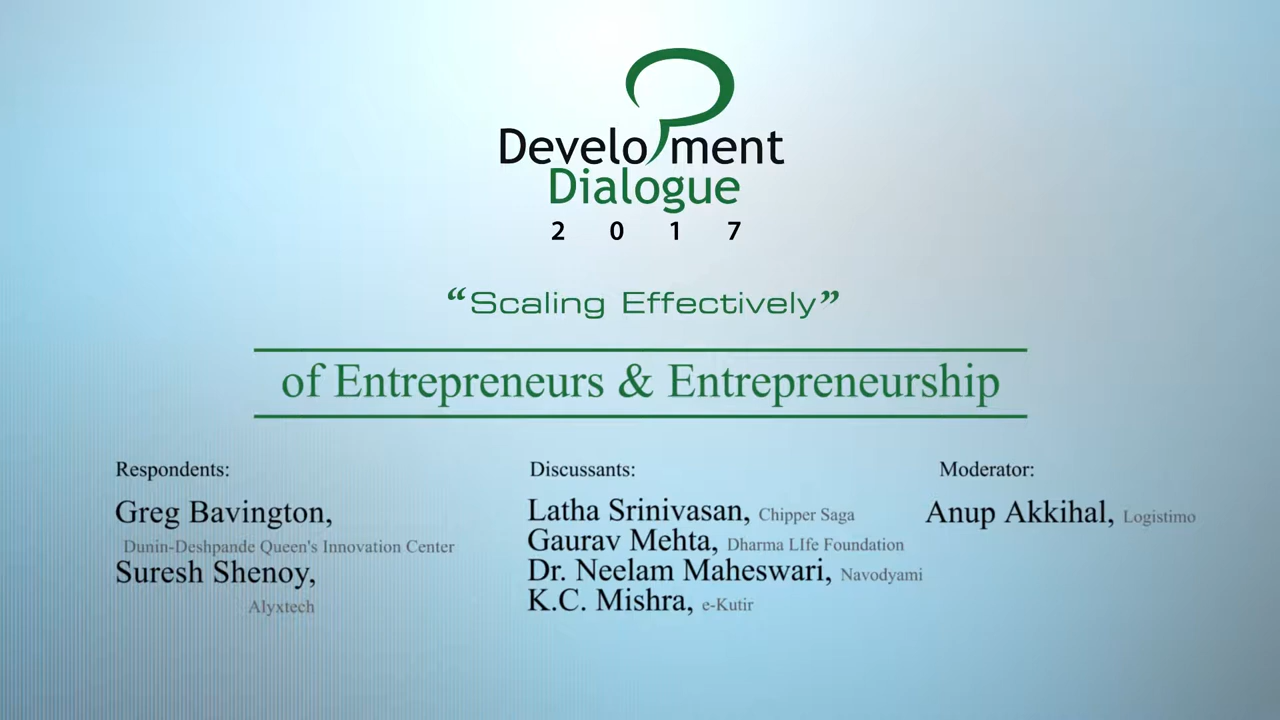 Development
Dialogue
2 0 1 7
“Scaling Effectively”
of Entrepreneurs & Entrepreneurship
Respondents:
Greg Bavington,
Dunin-Deshpande Queen's Innovation Center
Suresh Shenoy,
Alyxtech
Discussants:
Latha Srinivasan, Chipper Saga
Gaurav Mehta, Dharma LIfe Foundation
Dr. Neelam Maheswari, Navodyami
K.C. Mishra, e-Kutir
Moderator:
Anup Akkihal, Logistimo